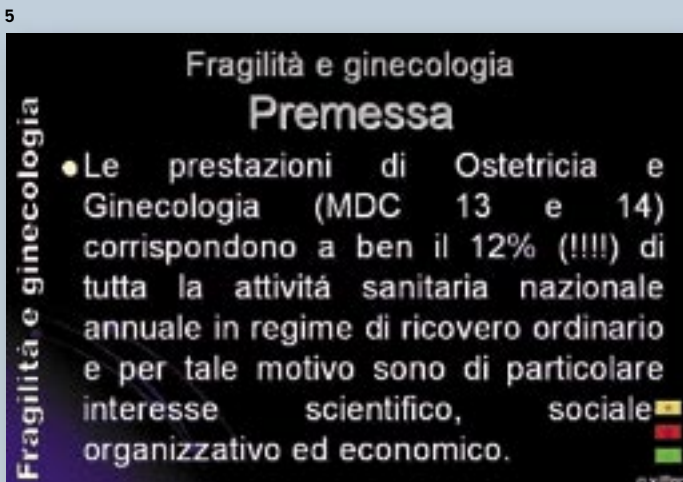 5
Fragilità e ginecologia
Premessa
Fragilità e ginecologia
Le prestazioni di Ostetricia e
Ginecologia (MDC 13 e 14)
corrispondono a ben il 12% (!!!!) di
tutta la attivitá sanitaria nazionale
annuale in regime di ricovero ordinario
e per tale motivo sono di particolare
interesse scientifico, sociale
organizzativo ed economico.